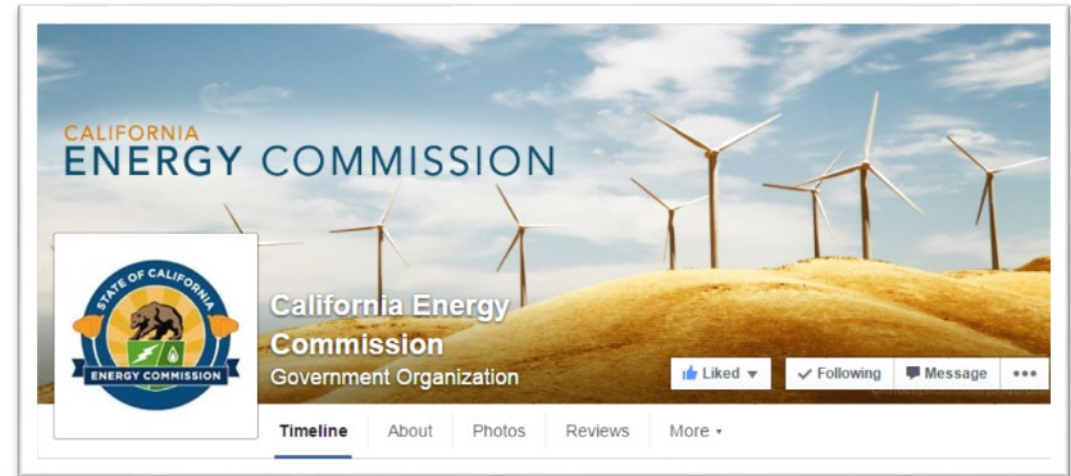 CALIFORNIA
ENERGY COMMISSION
STATE OF CALIFORNIA
ENERGY COMMISSION
California Energy
Commission
Government Organization
Liked
Following
Message
Timeline About Photos Reviews More